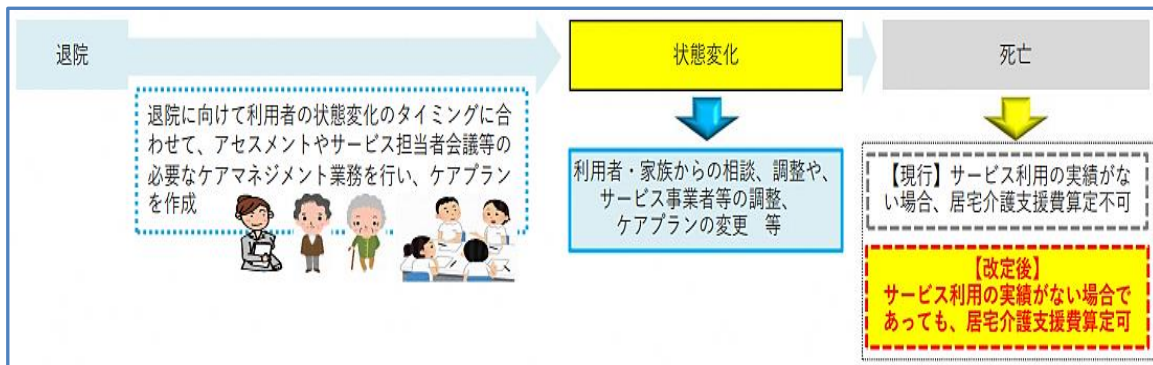 退院
状態変化
死亡
退院に向けて利用者の状態変化のタイミングに合
わせて、アセスメントやサービス担当者会議等の
必要なケアマネジメント業務を行い、ケアプラン
を作成
利用者・家族からの相談、調整や、
サービス事業者等の調整、
ケアプランの変更　等
【現行】サービス利用の実績がな
い場合、居宅介護支援費算定不可
【改定後】
サービス利用の実績がない場合で
あっても、居宅介護支援費算定可